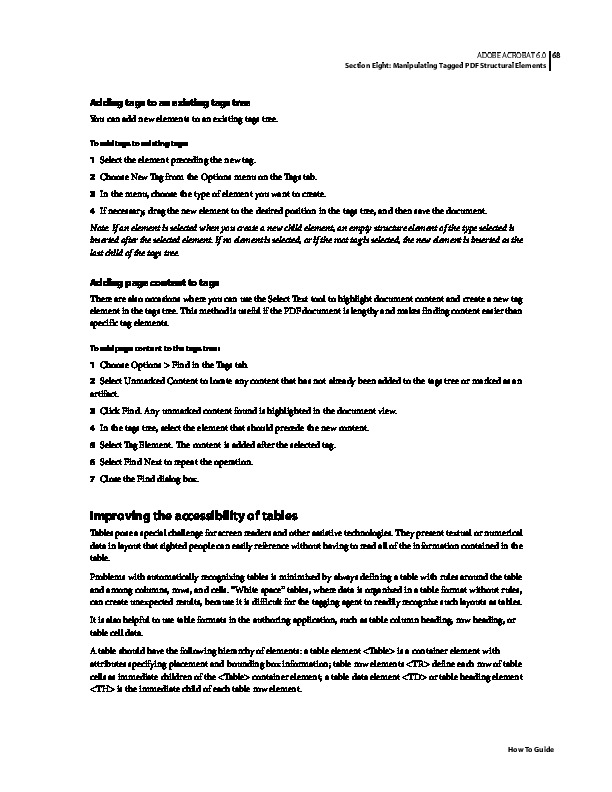 ADOBE ACROBAT 6.0 68
Section Eight: Manipulating Tagged PDF Structural Elements
Adding tags to an existing tags tree
You can add new elements to an existing tags tree.
To add tags to existing tags:
1 Select the element preceding the new tag.
2 Choose New Tag from the Options menu on the Tags tab.
3 In the menu, choose the type of element you want to create.
4 If necessary, drag the new element to the desired position in the tags tree, and then save the document.
Note: If an element is selected when you create a new child element, an empty structure element of the type selected is
inserted after the selected element. If no element is selected, or if the root tag is selected, the new element is inserted as the
last child of the tags tree.
Adding page content to tags
There are also occasions where you can use the Select Text tool to highlight document content and create a new tag
element in the tags tree. This method is useful if the PDF document is lengthy and makes finding content easier than
specific tag elements.
To add page content to the tags tree:
1 Choose Options > Find in the Tags tab.
2 Select Unmarked Content to locate any content that has not already been added to the tags tree or marked as an
artifact.
3 Click Find. Any unmarked content found is highlighted in the document view.
4 In the tags tree, select the element that should precede the new content.
5 Select Tag Element. The content is added after the selected tag.
6 Select Find Next to repeat the operation.
7 Close the Find dialog box.
Improving the accessibility of tables
Tables pose a special challenge for screen readers and other assistive technologies. They present textual or numerical
data in layout that sighted people can easily reference without having to read all of the information contained in the
table.
Problems with automatically recognizing tables is minimized by always defining a table with rules around the table
and among columns, rows, and cells. "White space" tables, where data is organized in a table format without rules,
can create unexpected results, because it is difficult for the tagging agent to readily recognize such layouts as tables.
It is also helpful to use table formats in the authoring application, such as table column heading, row heading, or
table cell data.
A table should have the following hierarchy of elements: a table element <Table> is a container element with
attributes specifying placement and bounding box information; table row elements <TR> define each row of table
cells as immediate children of the <Table> container element; a table data element <TD> or table heading element
<TH> is the immediate child of each table row element.
How To Guide